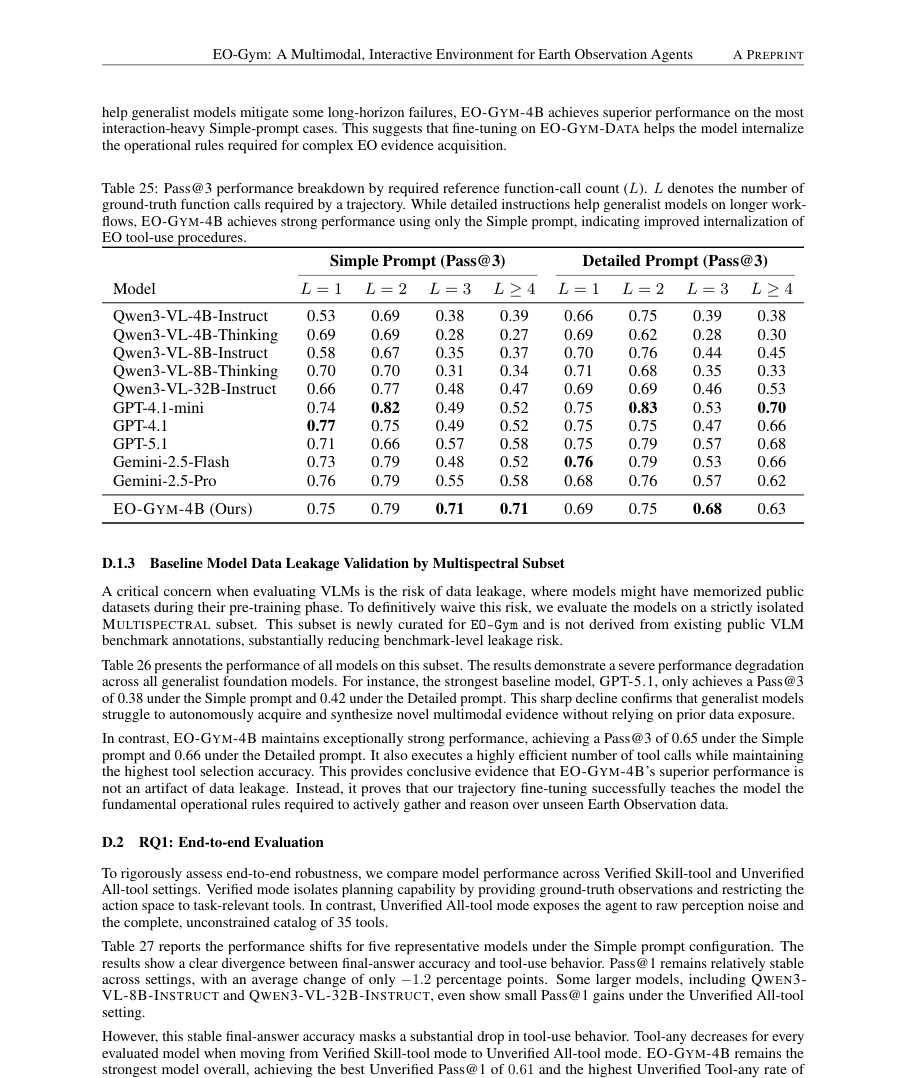 EO-Gym: A Multimodal, Interactive Environment for Earth Observation Agents A PREPRINT
help generalist models mitigate some long-horizon failures, EO-GYM-4B achieves superior performance on the most
interaction-heavy Simple-prompt cases. This suggests that fine-tuning on EO-GYM-DATA helps the model internalize
the operational rules required for complex EO evidence acquisition.
Table 25: Pass@3 performance breakdown by required reference function-call count (L). L denotes the number of
ground-truth function calls required by a trajectory. While detailed instructions help generalist models on longer work-
flows, EO-GYM-4B achieves strong performance using only the Simple prompt, indicating improved internalization of
EO tool-use procedures.
Simple Prompt (Pass@3) Detailed Prompt (Pass@3)
Model L = 1 L = 2 L = 3 L ≥ 4 L = 1 L = 2 L = 3 L ≥ 4
Qwen3-VL-4B-Instruct 0.53 0.69 0.38 0.39 0.66 0.75 0.39 0.38
Qwen3-VL-4B-Thinking 0.69 0.69 0.28 0.27 0.69 0.62 0.28 0.30
Qwen3-VL-8B-Instruct 0.58 0.67 0.35 0.37 0.70 0.76 0.44 0.45
Qwen3-VL-8B-Thinking 0.70 0.70 0.31 0.34 0.71 0.68 0.35 0.33
Qwen3-VL-32B-Instruct 0.66 0.77 0.48 0.47 0.69 0.69 0.46 0.53
GPT-4.1-mini 0.74 0.82 0.49 0.52 0.75 0.83 0.53 0.70
GPT-4.1 0.77 0.75 0.49 0.52 0.75 0.75 0.47 0.66
GPT-5.1 0.71 0.66 0.57 0.58 0.75 0.79 0.57 0.68
Gemini-2.5-Flash 0.73 0.79 0.48 0.52 0.76 0.79 0.53 0.66
Gemini-2.5-Pro 0.76 0.79 0.55 0.58 0.68 0.76 0.57 0.62
EO-GYM-4B (Ours) 0.75 0.79 0.71 0.71 0.69 0.75 0.68 0.63
D.1.3 Baseline Model Data Leakage Validation by Multispectral Subset
A critical concern when evaluating VLMs is the risk of data leakage, where models might have memorized public
datasets during their pre-training phase. To definitively waive this risk, we evaluate the models on a strictly isolated
MULTISPECTRAL subset. This subset is newly curated for EO-Gym and is not derived from existing public VLM
benchmark annotations, substantially reducing benchmark-level leakage risk.
Table 26 presents the performance of all models on this subset. The results demonstrate a severe performance degradation
across all generalist foundation models. For instance, the strongest baseline model, GPT-5.1, only achieves a Pass@3
of 0.38 under the Simple prompt and 0.42 under the Detailed prompt. This sharp decline confirms that generalist models
struggle to autonomously acquire and synthesize novel multimodal evidence without relying on prior data exposure.
In contrast, EO-GYM-4B maintains exceptionally strong performance, achieving a Pass@3 of 0.65 under the Simple
prompt and 0.66 under the Detailed prompt. It also executes a highly efficient number of tool calls while maintaining
the highest tool selection accuracy. This provides conclusive evidence that EO-GYM-4B's superior performance is
not an artifact of data leakage. Instead, it proves that our trajectory fine-tuning successfully teaches the model the
fundamental operational rules required to actively gather and reason over unseen Earth Observation data.
D.2 RQ1: End-to-end Evaluation
To rigorously assess end-to-end robustness, we compare model performance across Verified Skill-tool and Unverified
All-tool settings. Verified mode isolates planning capability by providing ground-truth observations and restricting the
action space to task-relevant tools. In contrast, Unverified All-tool mode exposes the agent to raw perception noise and
the complete, unconstrained catalog of 35 tools.
Table 27 reports the performance shifts for five representative models under the Simple prompt configuration. The
results show a clear divergence between final-answer accuracy and tool-use behavior. Pass@1 remains relatively stable
across settings, with an average change of only −1.2 percentage points. Some larger models, including QWEN3-
VL-8B-INSTRUCT and QWEN3-VL-32B-INSTRUCT, even show small Pass@1 gains under the Unverified All-tool
setting.
However, this stable final-answer accuracy masks a substantial drop in tool-use behavior. Tool-any decreases for every
evaluated model when moving from Verified Skill-tool mode to Unverified All-tool mode. EO-GYM-4B remains the
strongest model overall, achieving the best Unverified Pass@1 of 0.61 and the highest Unverified Tool-any rate of